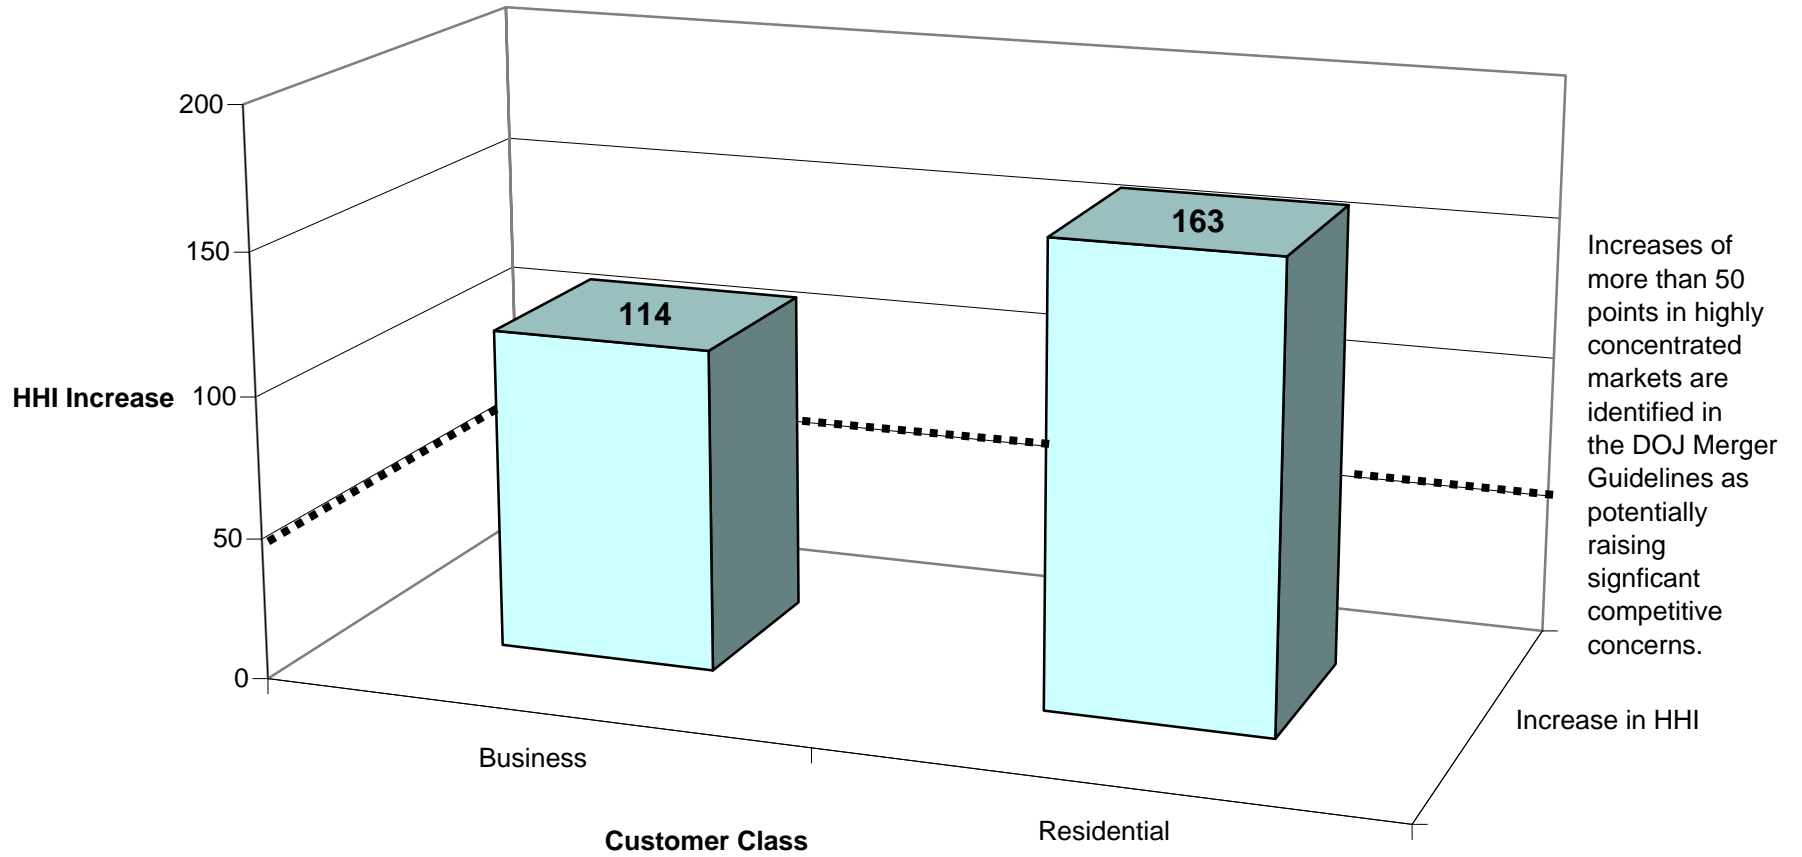 200
150
HHI Increase 100
50
0
114
163
Business
Residential
Customer Class
Increase in HHI
Increases of
more than 50
points in highly
concentrated
markets are
identified in
the DOJ Merger
Guidelines as
potentially
raising
signficant
competitive
concerns.